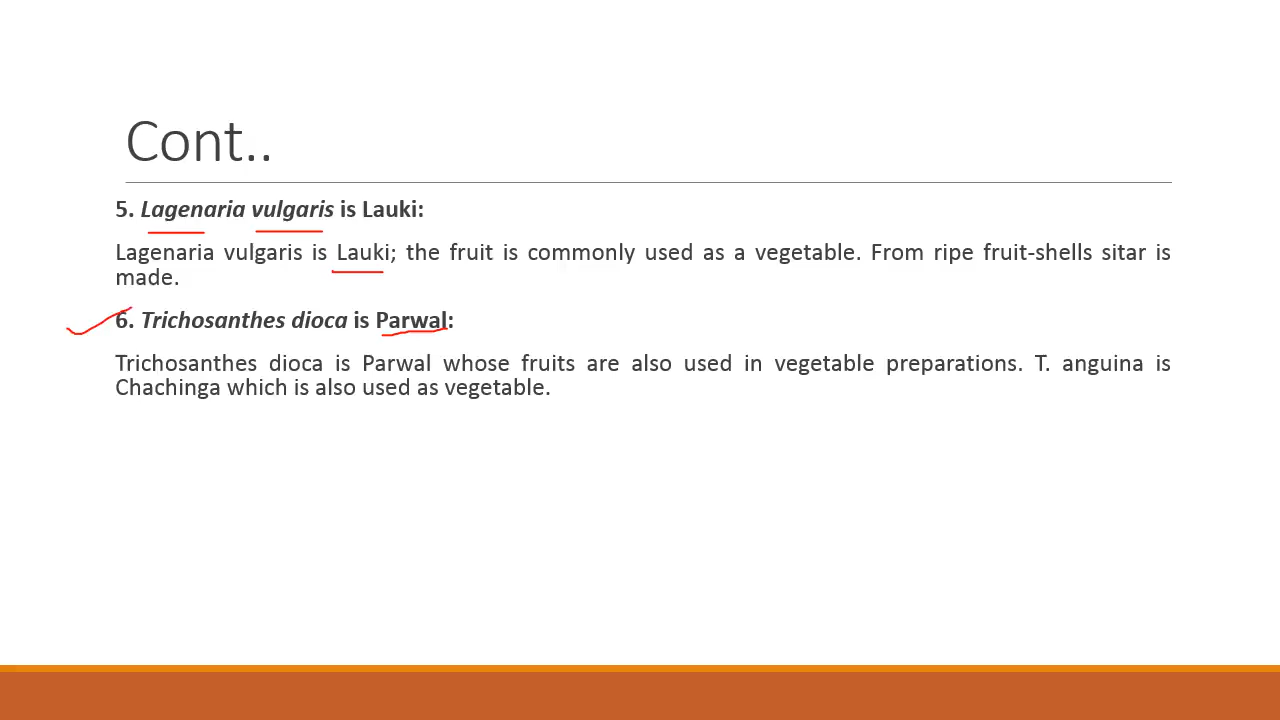 Cont..
5. Lagenaria vulgaris is Lauki:
Lagenaria vulgaris is Lauki; the fruit is commonly used as a vegetable. From ripe fruit-shells sitar is
made.
6. Trichosanthes dioca is Parwal:
Trichosanthes dioca is Parwal whose fruits are also used in vegetable preparations. T. anguina is
Chachinga which is also used as vegetable.